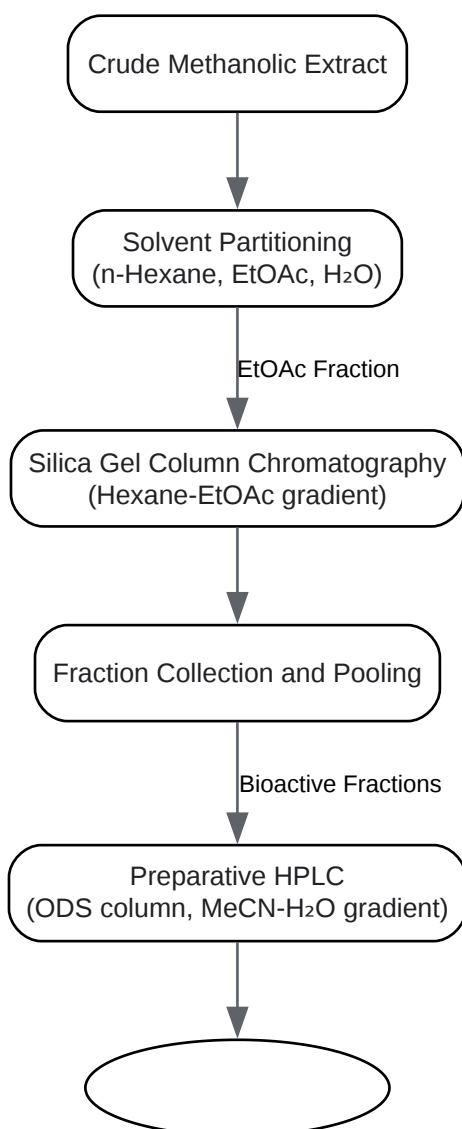 Crude Methanolic Extract
Solvent Partitioning
(n-Hexane, EtOAc, H₂O)
EtOAc Fraction
Silica Gel Column Chromatography
(Hexane-EtOAc gradient)
Fraction Collection and Pooling
Bioactive Fractions
Preparative HPLC
(ODS column, MeCN-H₂O gradient)